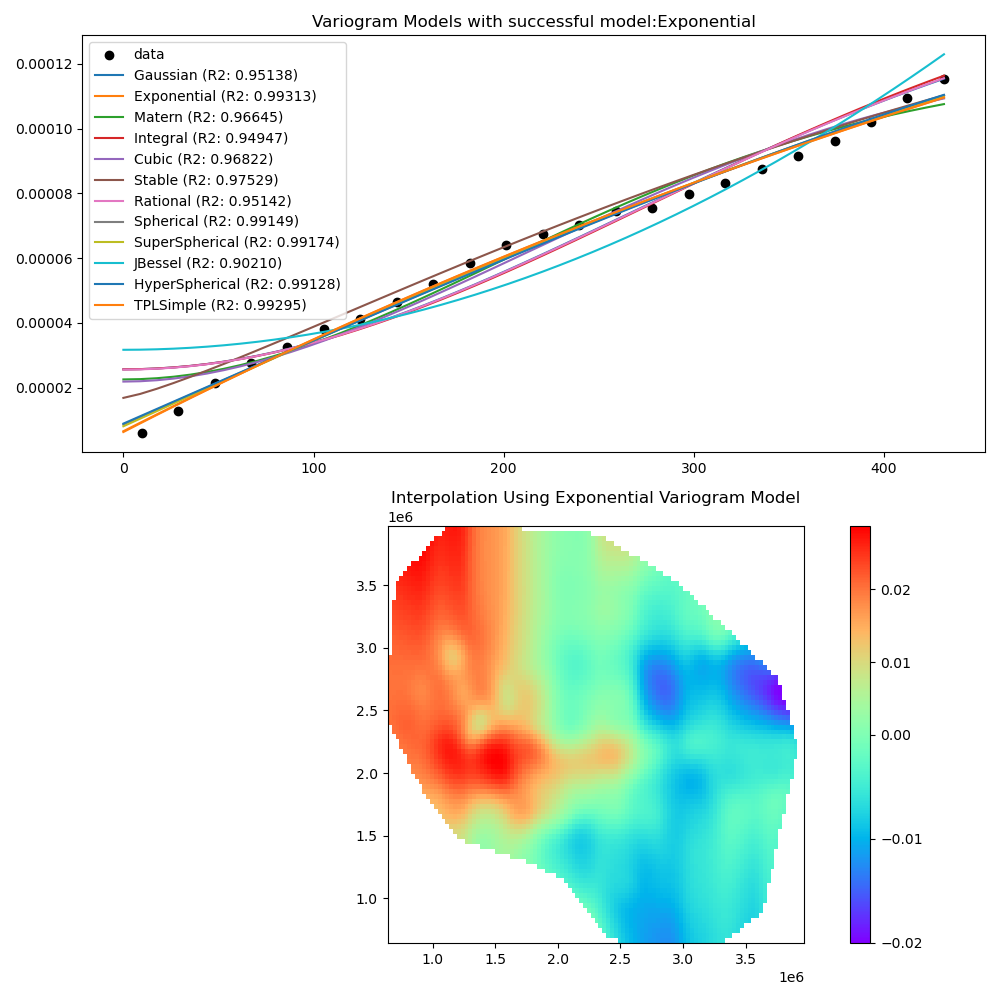 Variogram Models with successful model:Exponential
0.00012
0.00010
0.00008
0.00006
0.00004
0.00002
data
Gaussian (R2: 0.95138)
Exponential (R2: 0.99313)
Matern (R2: 0.96645)
Integral (R2: 0.94947)
Cubic (R2: 0.96822)
Stable (R2: 0.97529)
Rational (R2: 0.95142)
Spherical (R2: 0.99149)
SuperSpherical (R2: 0.99174)
JBessel (R2: 0.90210)
HyperSpherical (R2: 0.99128)
TPLSimple (R2: 0.99295)
0 100 200 300 400
Interpolation Using Exponential Variogram Model
1e6
3.5
3.0
2.5
2.0
1.5
1.0
1.0 1.5 2.0 2.5 3.0 3.5
1e6
0.02
0.01
0.00
−0.01
−0.02